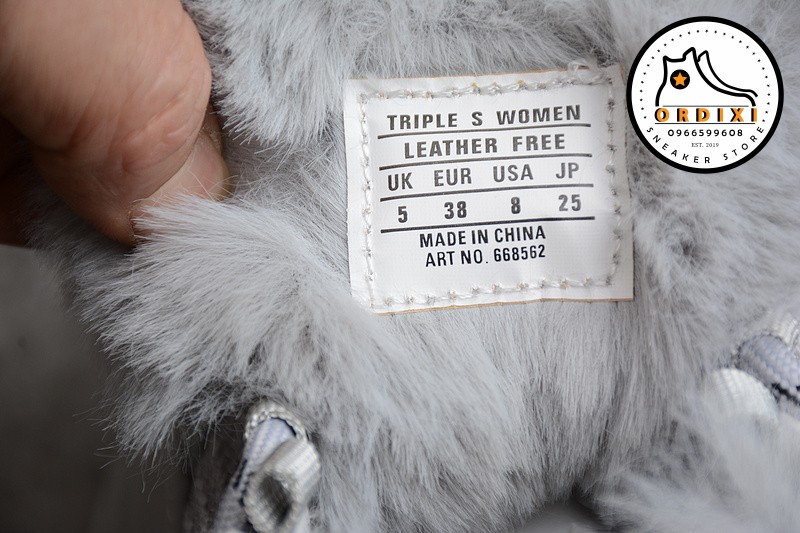 TRIPLE S WOMEN
LEATHER FREE
UK EUR USA JP
5 38 8 25
MADE IN CHINA
ART NO. 668562
ORDIXI
0966599608
EST. 2019
SNEAKER STORE